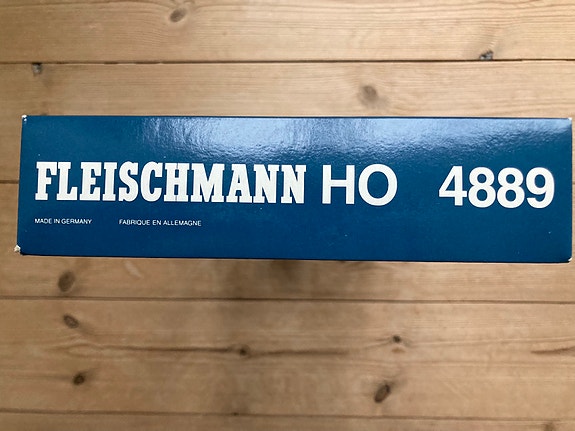 FLEISCHMANN HO 4889
MADE IN GERMANY FABRIQUE EN ALLEMAGNE